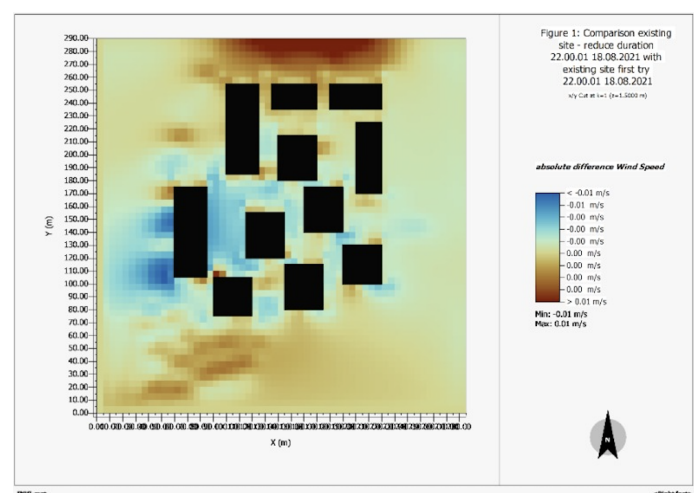 Figure 1: Comparison existing
site - reduce duration
22.00.01 18.08.2021 with
existing site first try
22.00.01 18.08.2021
x/y Cut at k=1 (z=1.5000 m)
absolute difference Wind Speed
< -0.01 m/s
-0.01 m/s
-0.00 m/s
-0.00 m/s
-0.00 m/s
0.00 m/s
0.00 m/s
0.00 m/s
0.00 m/s
> 0.01 m/s
Min: -0.01 m/s
Max: 0.01 m/s
N
290.00
280.00
270.00
260.00
250.00
240.00
230.00
220.00
210.00
200.00
190.00
180.00
170.00
160.00
150.00
140.00
130.00
120.00
110.00
100.00
90.00
80.00
70.00
60.00
50.00
40.00
30.00
20.00
10.00
0.00
Y (m)
X (m)